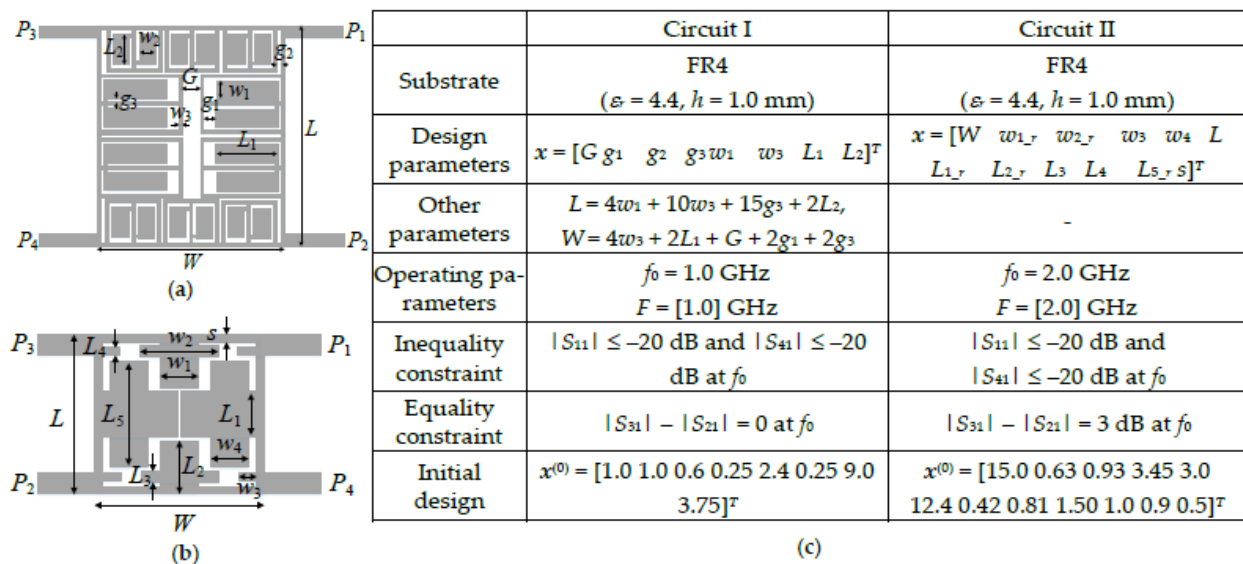 (a)
P3
P1
L2
w2
g2
G
g3
w1
w3
g1
L
L1
P4
P2
W
(b)
P3
P1
L4
w2
s
w1
L
L5
L1
w4
L2
L3
w3
P2
P4
W
Circuit I Circuit II
Substrate
FR4
(εr = 4.4, h = 1.0 mm)
FR4
(εr = 4.4, h = 1.0 mm)
Design
parameters
x = [G g1 g2 g3 w1 w3 L1 L2]T
x = [W w1_r w2_r w3 w4 L
L1_r L2_r L3 L4 L5_r s]T
Other
parameters
L = 4w1 + 10w3 + 15g3 + 2L2,
W = 4w3 + 2L1 + G + 2g1 + 2g3
-
Operating pa-
rameters
f0 = 1.0 GHz
F = [1.0] GHz
f0 = 2.0 GHz
F = [2.0] GHz
Inequality
constraint
|S11| ≤ –20 dB and |S41| ≤ –20
dB at f0
|S11| ≤ –20 dB and
|S41| ≤ –20 dB at f0
Equality
constraint
|S31| – |S21| = 0 at f0
|S31| – |S21| = 3 dB at f0
Initial
design
x(0) = [1.0 1.0 0.6 0.25 2.4 0.25 9.0
3.75]T
x(0) = [15.0 0.63 0.93 3.45 3.0
12.4 0.42 0.81 1.50 1.0 0.9 0.5]T
(c)